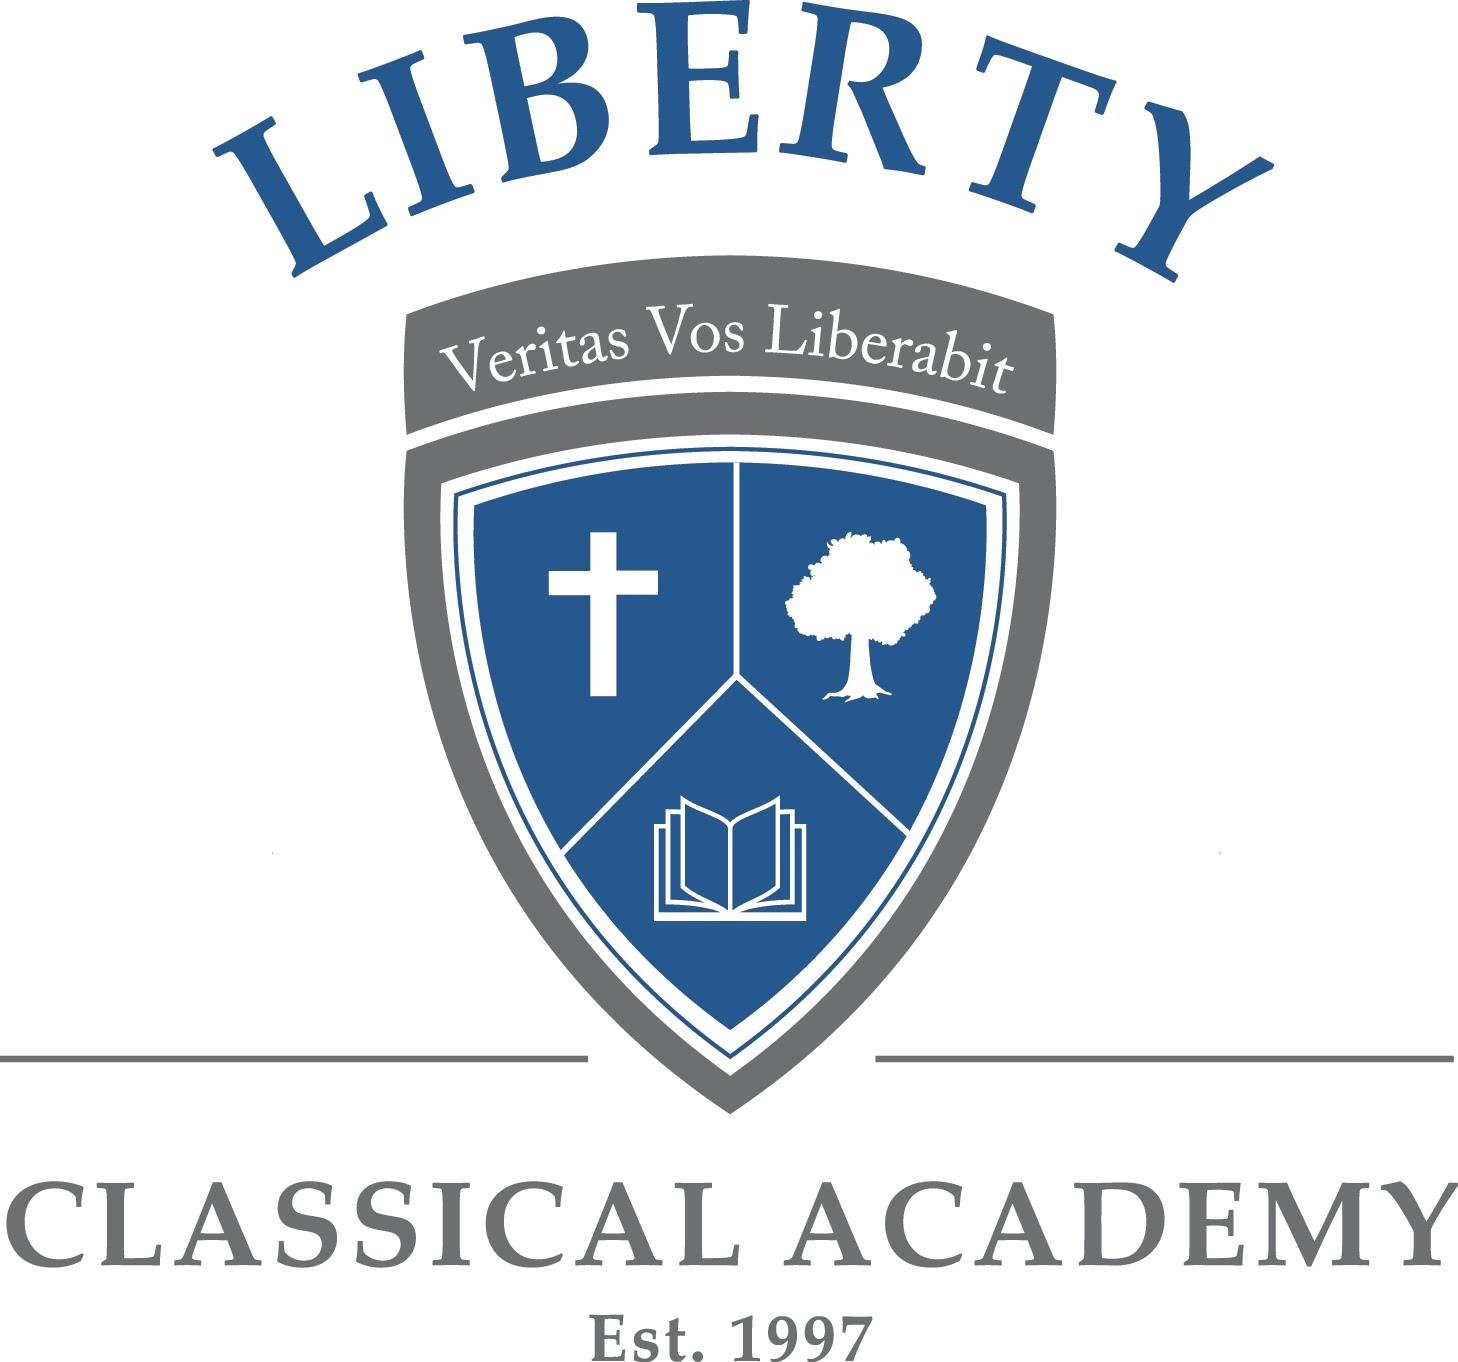 LIBERTY
Veritas Vos Liberabit
CLASSICAL ACADEMY
Est. 1997